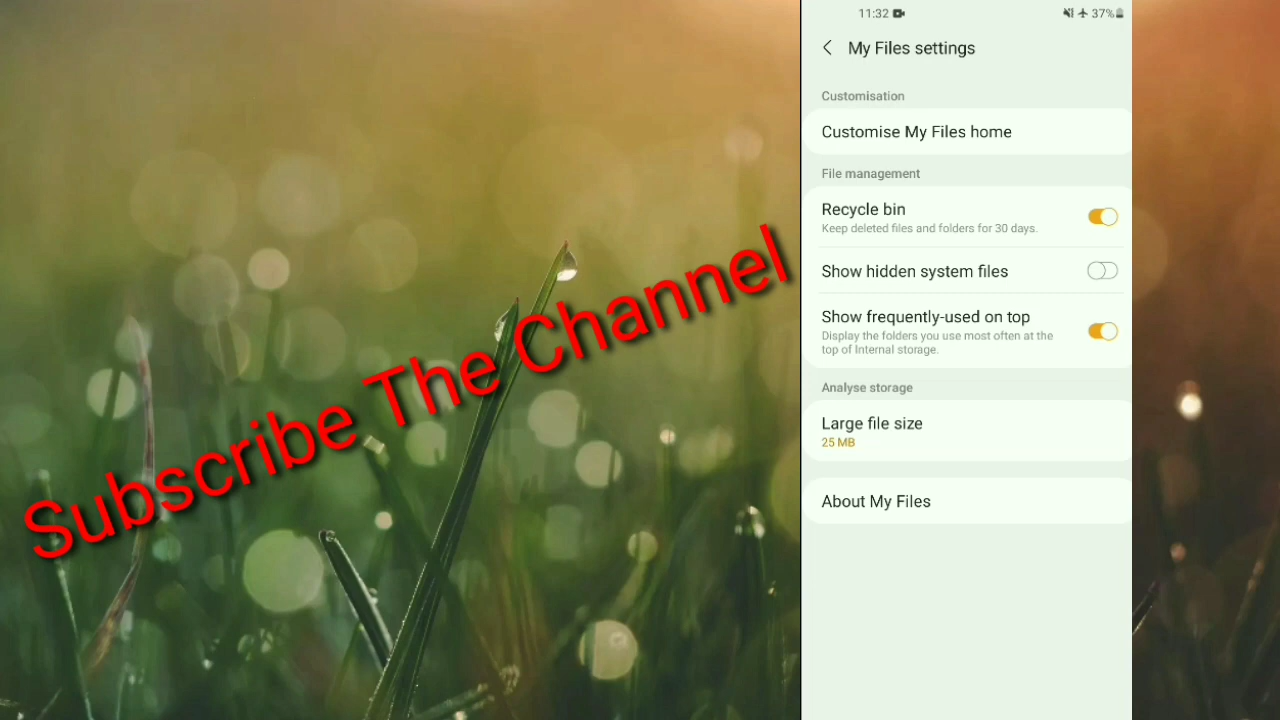 Subscribe The Channel
11:32
37%
My Files settings
Customisation
Customise My Files home
File management
Recycle bin
Keep deleted files and folders for 30 days.
Show hidden system files
Show frequently-used on top
Display the folders you use most often at the
top of Internal storage.
Analyse storage
Large file size
25 MB
About My Files